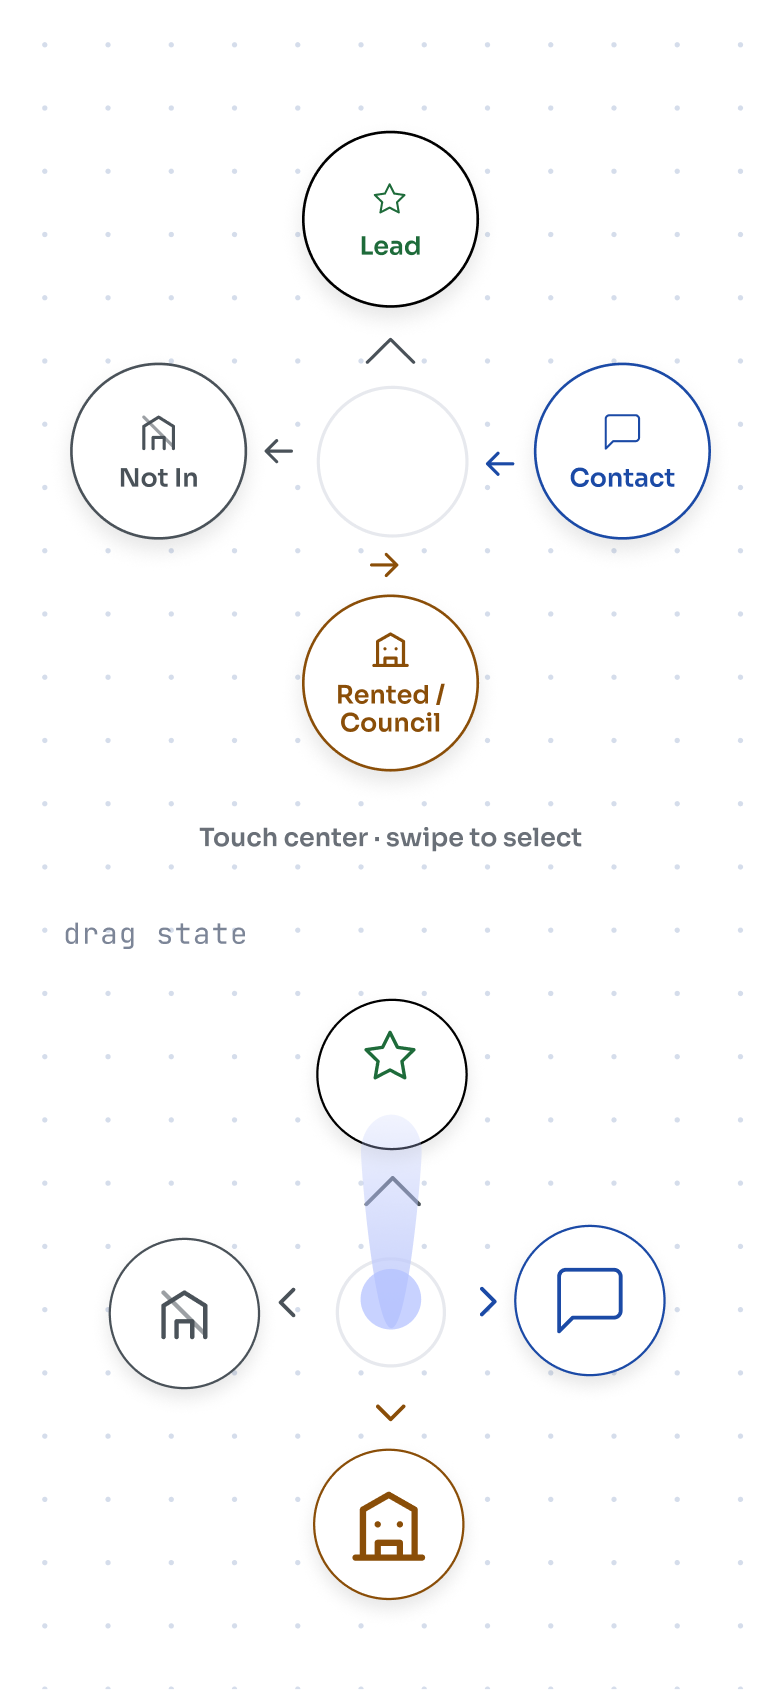 Lead
Not In
Contact
Rented /
Council
Touch center · swipe to select
drag state